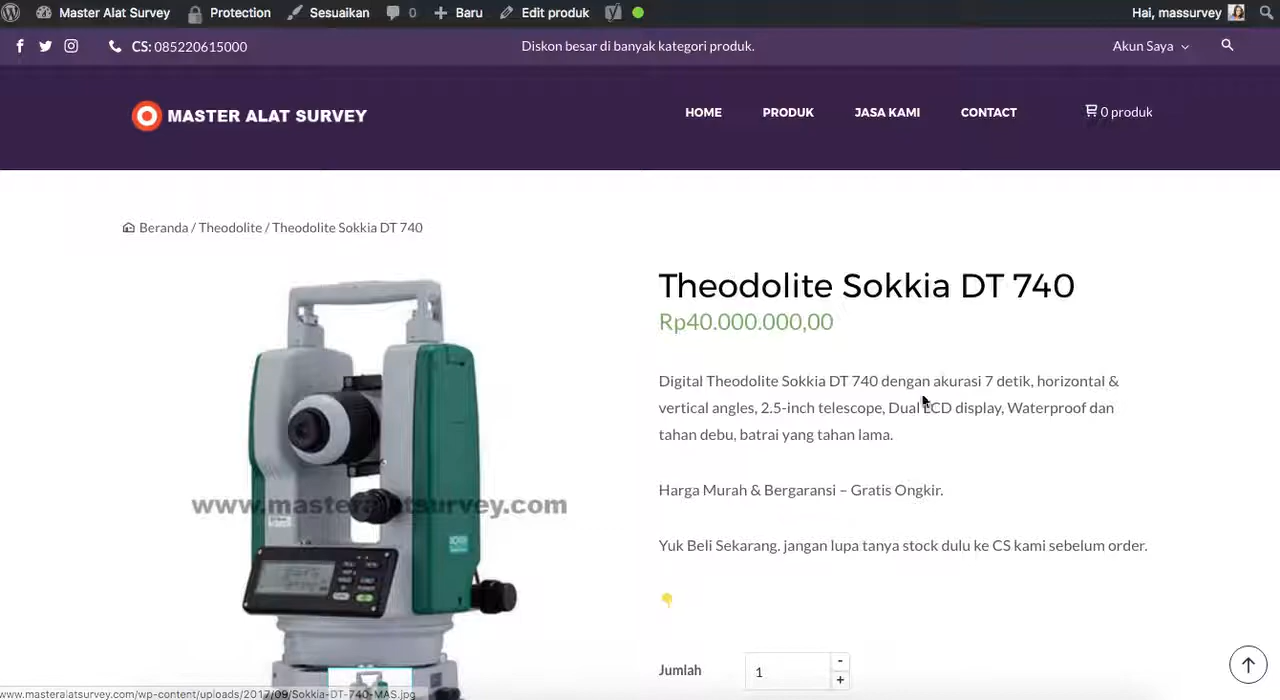 Master Alat Survey Protection Sesuaikan 0 Baru Edit produk Hai, massurvey
CS: 085220615000 Diskon besar di banyak kategori produk. Akun Saya
MASTER ALAT SURVEY HOME PRODUK JASA KAMI CONTACT 0 produk
Beranda / Theodolite / Theodolite Sokkia DT 740
Theodolite Sokkia DT 740
Rp40.000.000,00
Digital Theodolite Sokkia DT 740 dengan akurasi 7 detik, horizontal &
vertical angles, 2.5-inch telescope, Dual LCD display, Waterproof dan
tahan debu, batrai yang tahan lama.
www.masteralatsurvey.com
Harga Murah & Bergaransi – Gratis Ongkir.
Yuk Beli Sekarang. jangan lupa tanya stock dulu ke CS kami sebelum order.
Jumlah 1 - +
www.masteralatsurvey.com/wp-content/uploads/2017/09/Sokkia-DT-740-MAS.jpg